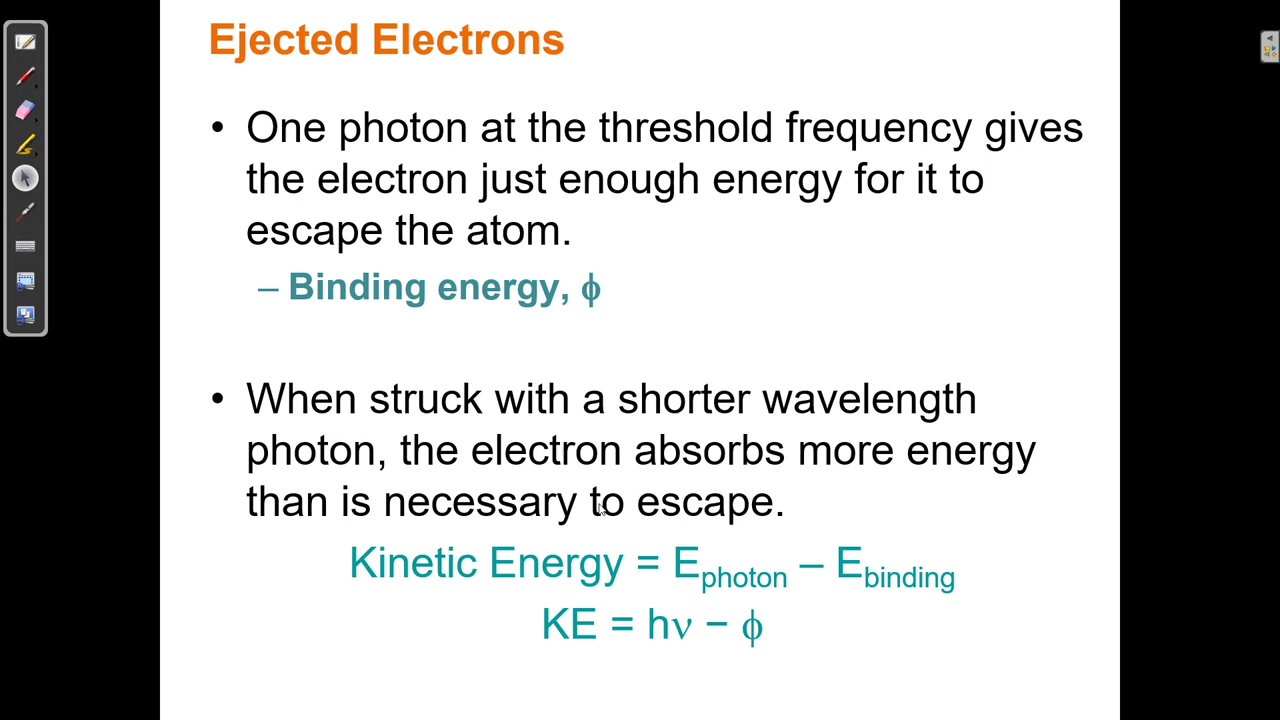 Ejected Electrons
• One photon at the threshold frequency gives
the electron just enough energy for it to
escape the atom.
– Binding energy, ϕ
• When struck with a shorter wavelength
photon, the electron absorbs more energy
than is necessary to escape.
Kinetic Energy = Ephoton – Ebinding
KE = hν − ϕ